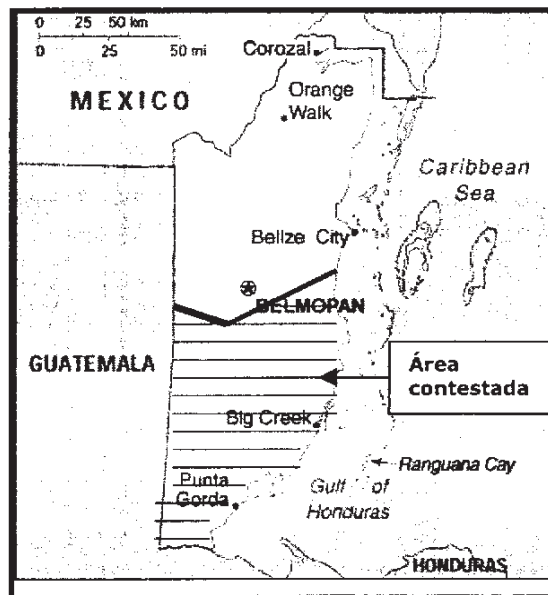 0 25 50 km
0 25 50 mi
Corozal
MEXICO
Orange
Walk
Caribbean
Sea
Belize City
BELMOPAN
GUATEMALA
Área
contestada
Big Creek
Ranguana Cay
Punta
Gorda
Gulf of
Honduras
HONDURAS